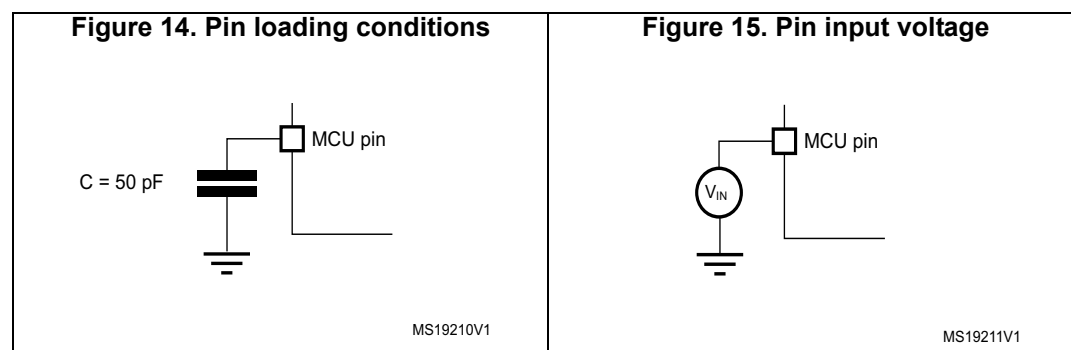 Figure 14. Pin loading conditions
MCU pin
C = 50 pF
MS19210V1
Figure 15. Pin input voltage
MCU pin
VIN
MS19211V1